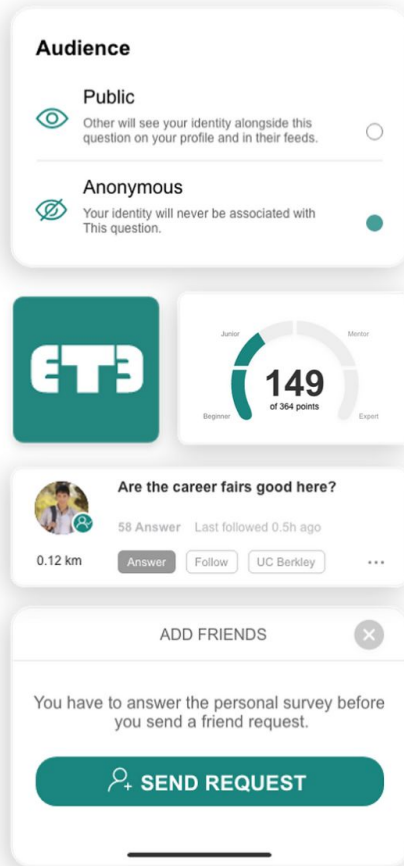 Audience
Public
Other will see your identity alongside this
question on your profile and in their feeds.
Anonymous
Your identity will never be associated with
This question.
ET3
Junior
Mentor
149
of 364 points
Beginner
Expert
Are the career fairs good here?
58 Answer Last followed 0.5h ago
0.12 km
Answer Follow UC Berkley
ADD FRIENDS
You have to answer the personal survey before
you send a friend request.
SEND REQUEST